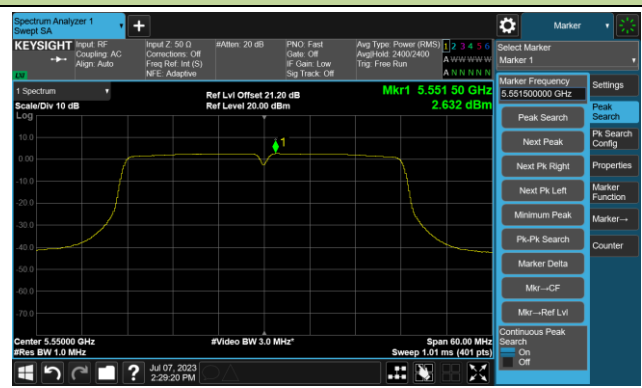 Spectrum Analyzer 1
Swept SA
Marker
KEYSIGHT
Input: RF
Coupling: AC
Align: Auto
Input Z: 50 Ω
Corrections: Off
Freq Ref: Int (S)
NFE: Adaptive
#Atten: 20 dB
PNO: Fast
Gate: Off
IF Gain: Low
Sig Track: Off
Avg Type: Power (RMS)
Avg|Hold: 2400/2400
Trig: Free Run
1 2 3 4 5 6
A W W W W W
A N N N N N
LW
Select Marker
Marker 1
1 Spectrum
Scale/Div 10 dB
Log
Ref Lvl Offset 21.20 dB
Ref Level 20.00 dBm
Mkr1 5.551 50 GHz
2.632 dBm
10.0
0.00
-10.0
-20.0
-30.0
-40.0
-50.0
-60.0
-70.0
1
Center 5.55000 GHz
#Res BW 1.0 MHz
#Video BW 3.0 MHz*
Span 60.00 MHz
Sweep 1.01 ms (401 pts)
Marker Frequency
5.551500000 GHz
Peak Search
Next Peak
Next Pk Right
Next Pk Left
Minimum Peak
Pk-Pk Search
Marker Delta
Mkr→CF
Mkr→Ref Lvl
Continuous Peak
Search
On
Off
Settings
Peak
Search
Pk Search
Config
Properties
Marker
Function
Marker→
Counter
?
Jul 07, 2023
2:29:20 PM